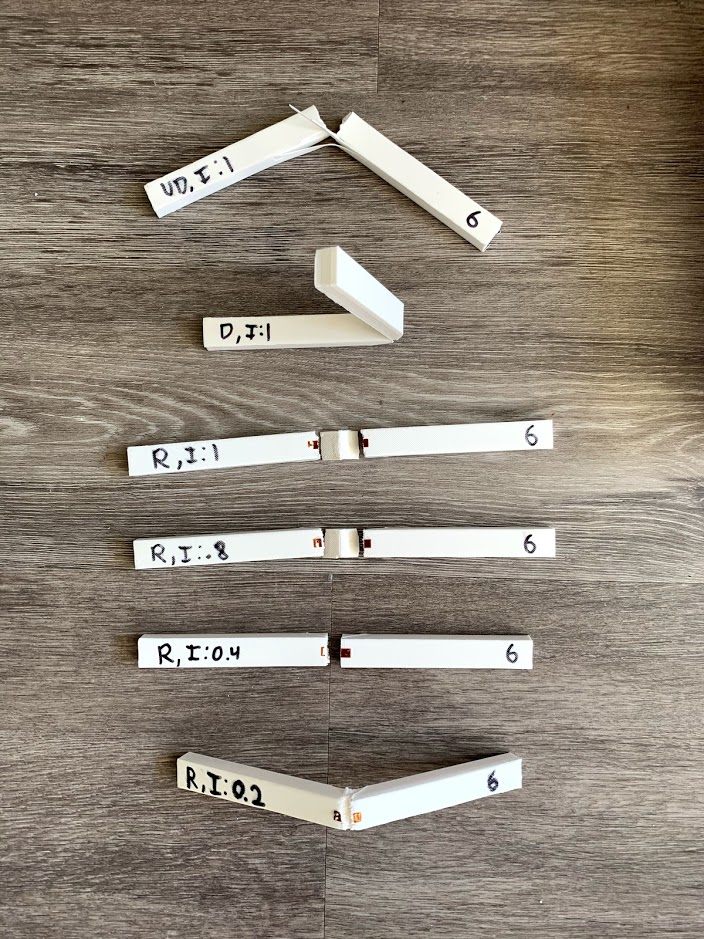 UD, I:1 6
D, I:1
R, I:1 6
R, I:.8 6
R, I:0.4 6
R, I:0.2 6